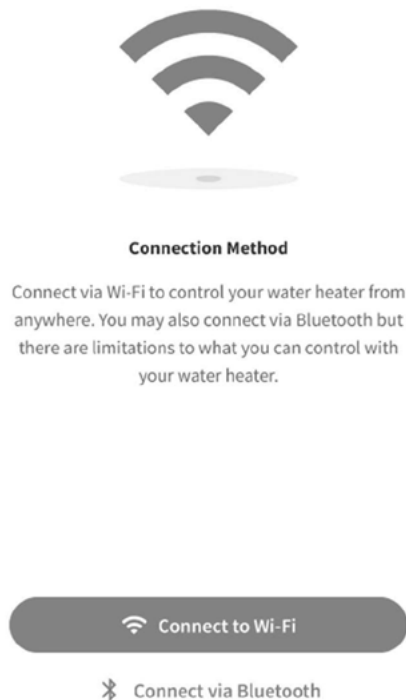 Connection Method
Connect via Wi-Fi to control your water heater from
anywhere. You may also connect via Bluetooth but
there are limitations to what you can control with
your water heater.
Connect to Wi-Fi
Connect via Bluetooth